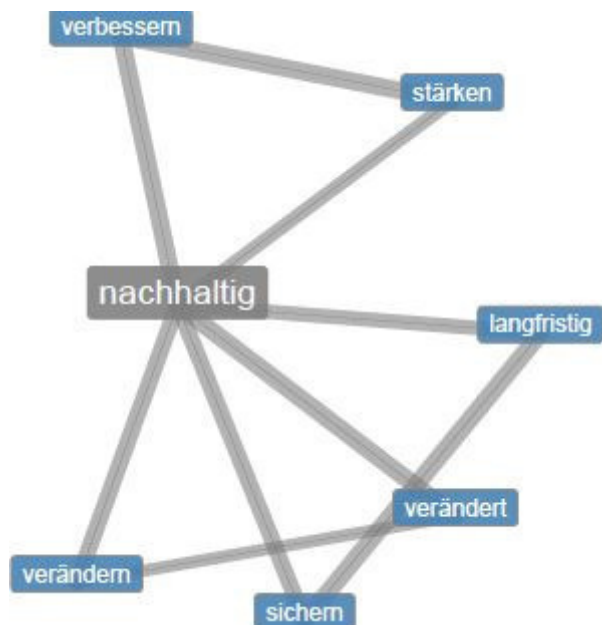 verbessern
stärken
nachhaltig
langfristig
verändert
verändern
sichern